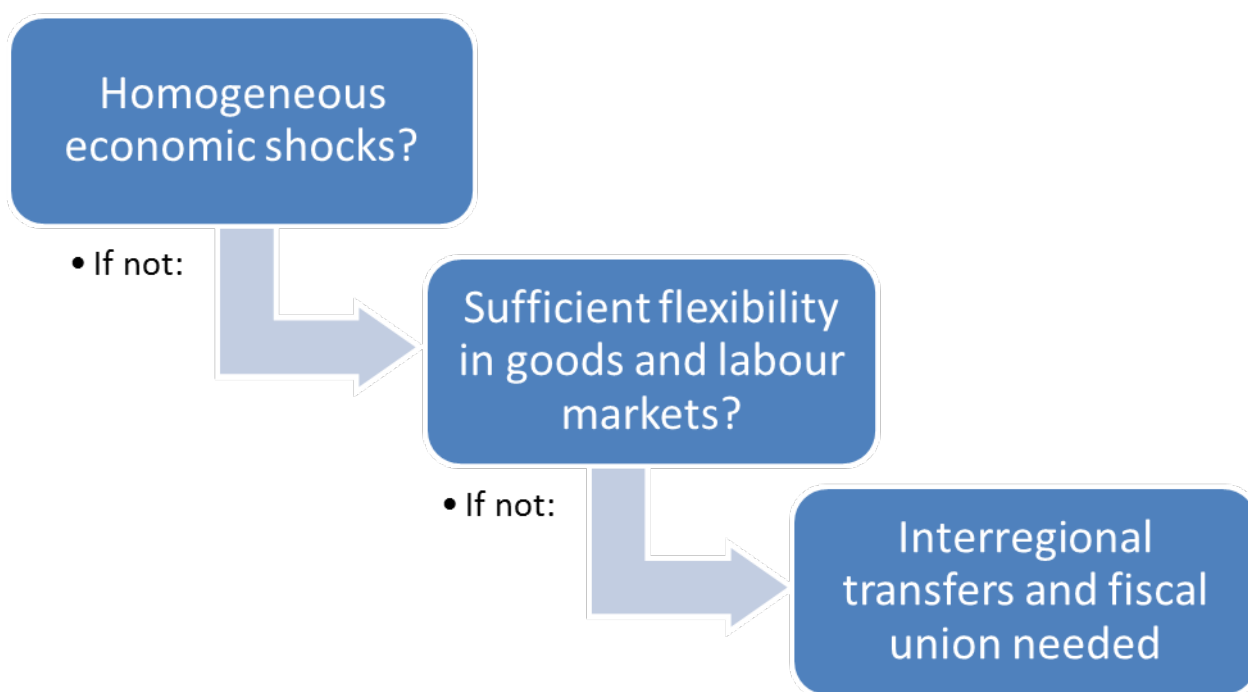 Homogeneous
economic shocks?
• If not:
Sufficient flexibility
in goods and labour
markets?
• If not:
Interregional
transfers and fiscal
union needed